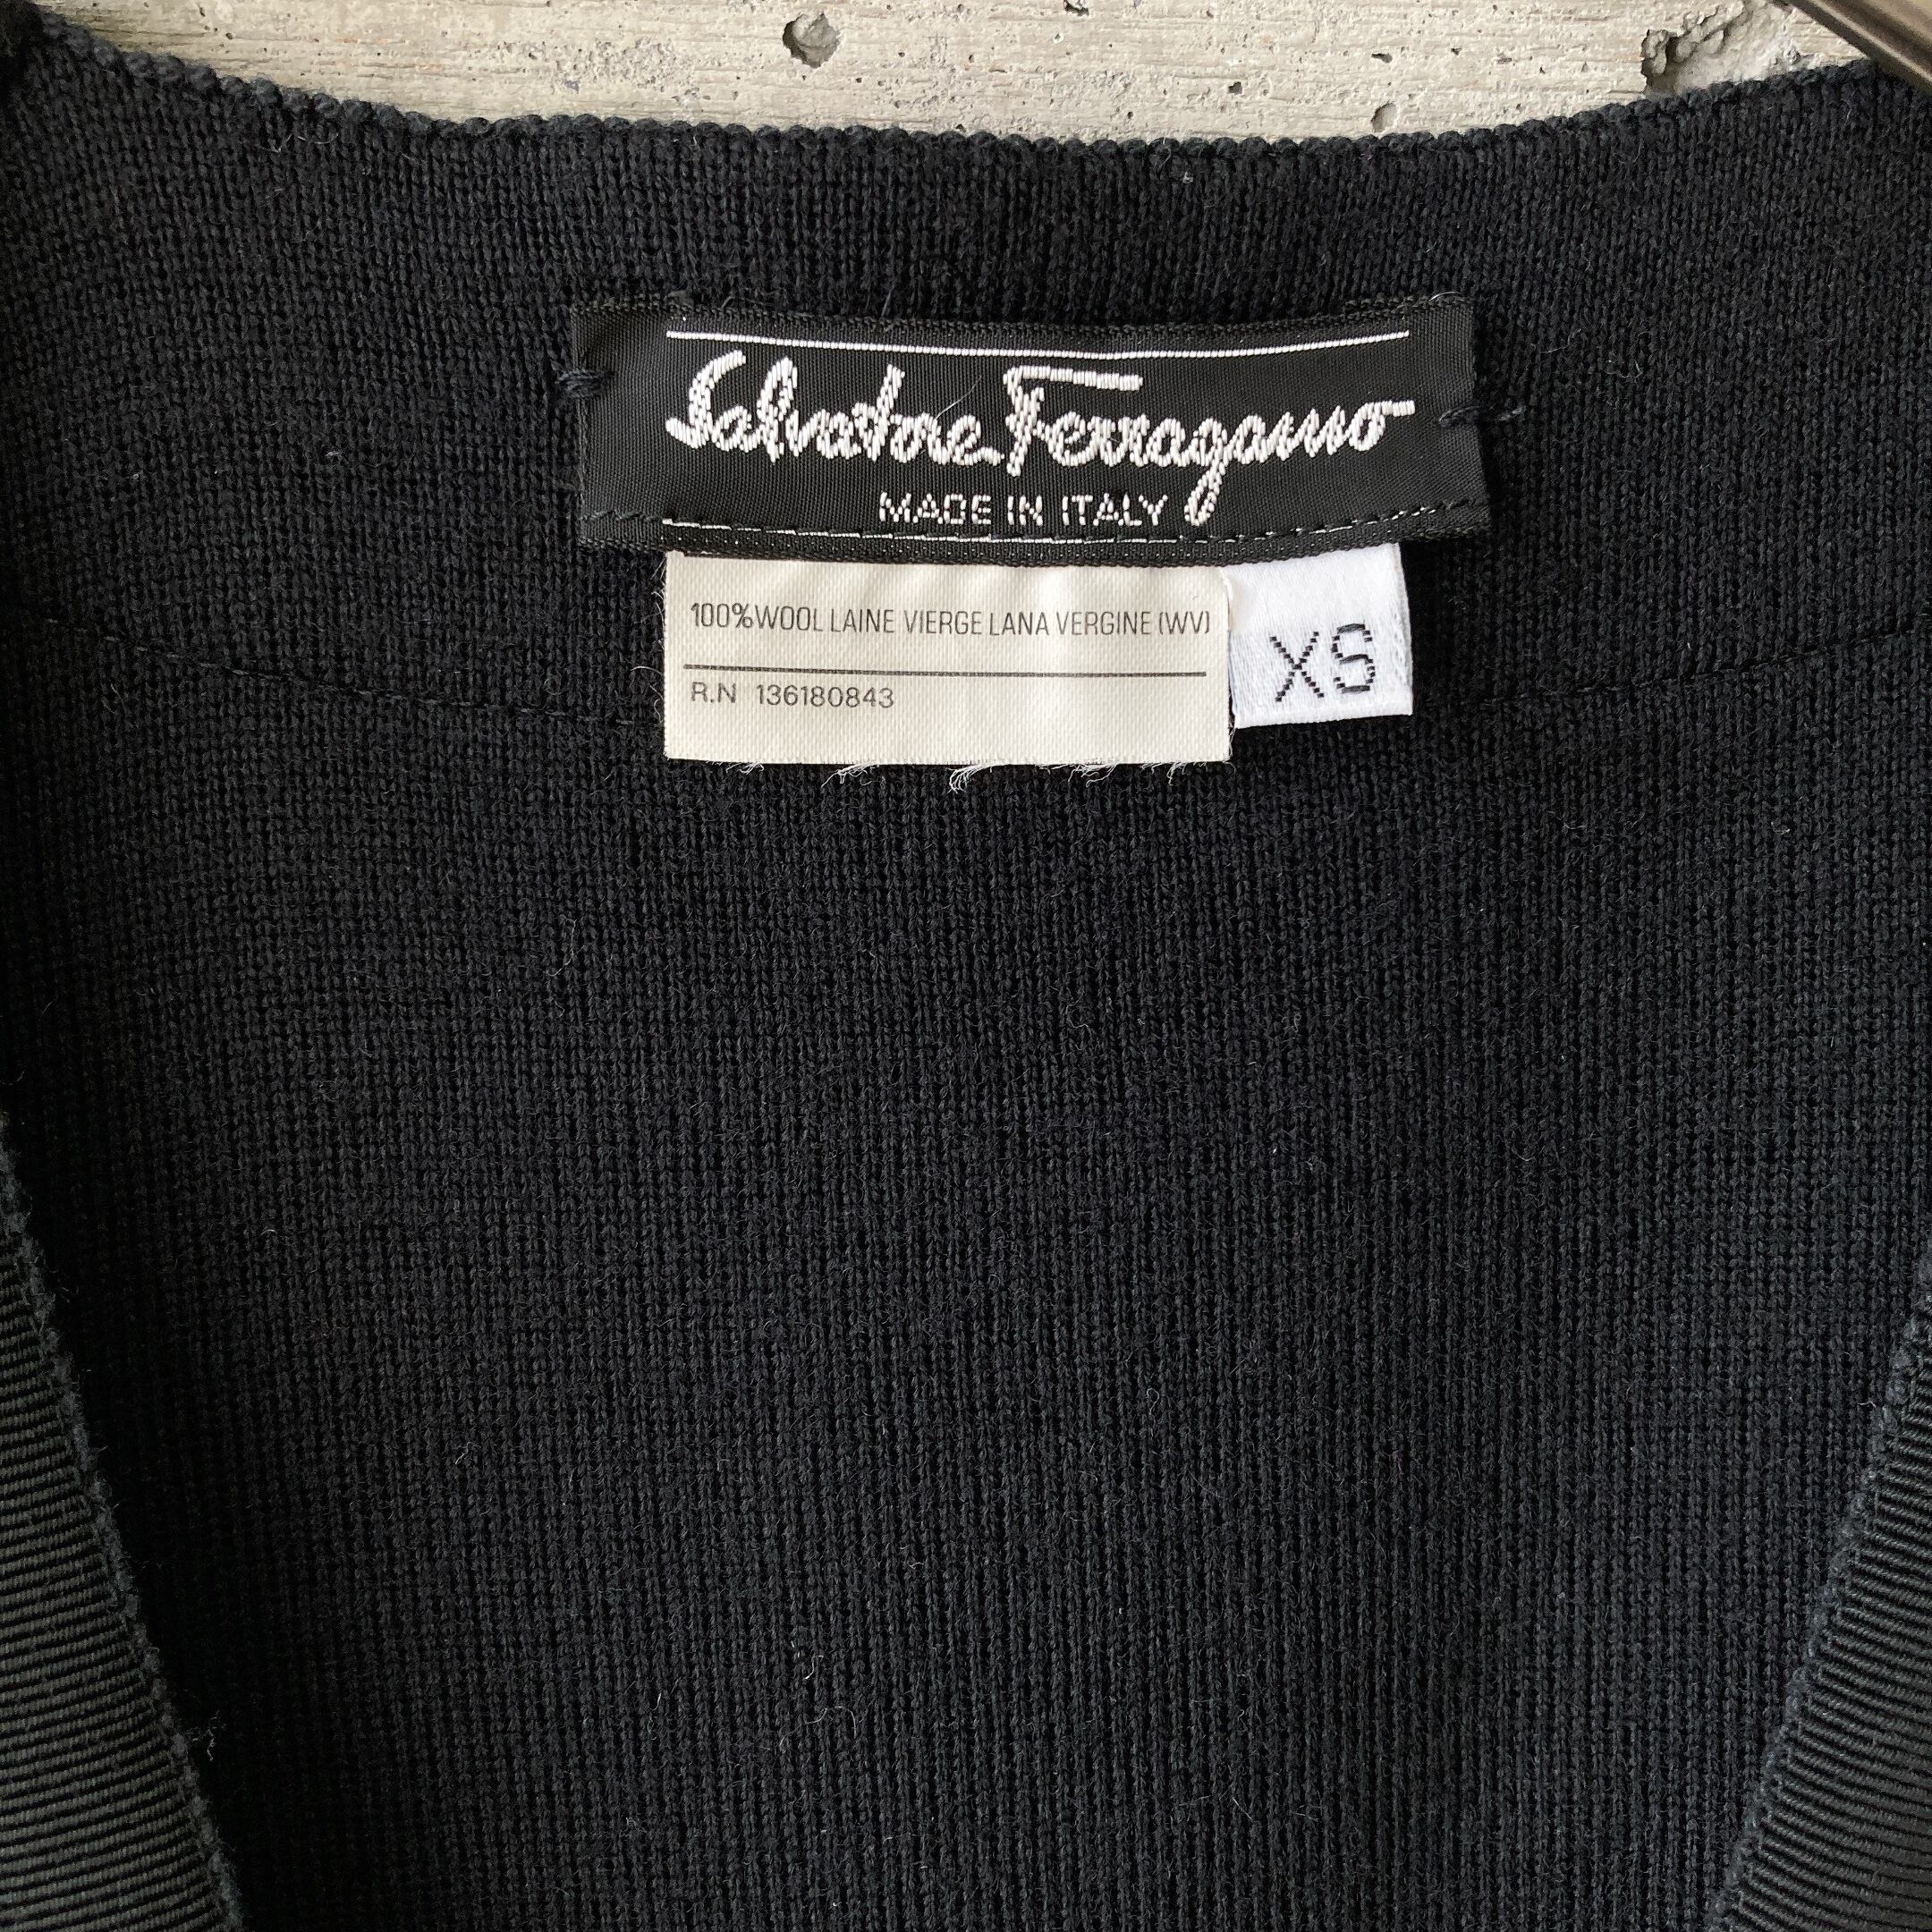 Salvatore Ferragamo
MADE IN ITALY
100% WOOL LAINE VIERGE LANA VERGINE (WV)
XS
R.N 136180843